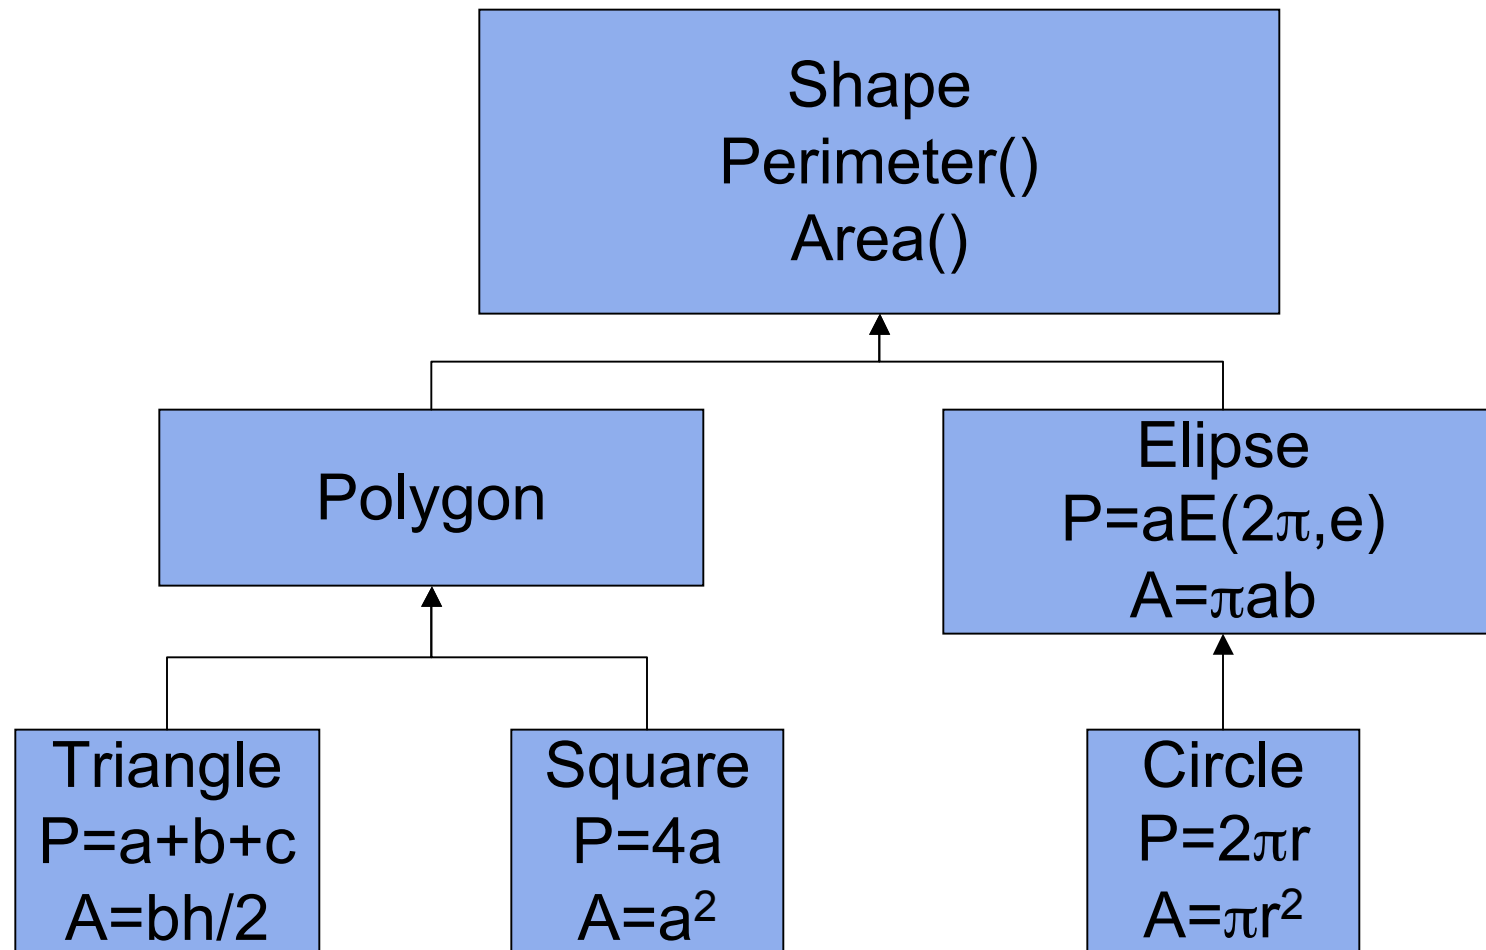 Shape
Perimeter()
Area()
Polygon
Elipse
P=aE(2π,e)
A=πab
Triangle
P=a+b+c
A=bh/2
Square
P=4a
A=a²
Circle
P=2πr
A=πr²